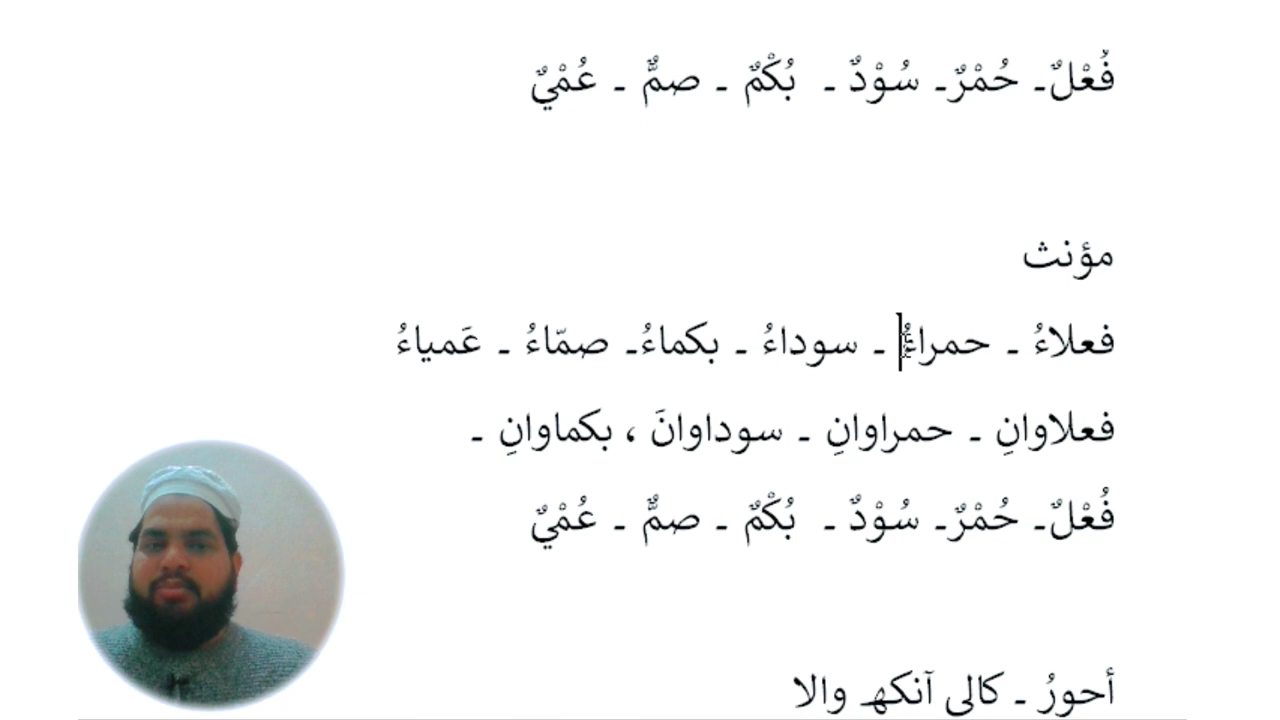 فُعْلٌ۔ حُمْرٌ۔ سُوْدٌ ۔ بُكْمٌ ۔ صمٌّ ۔ عُمْيٌ
مؤنث
فعلاءُ ۔ حمراءُ ۔ سوداءُ ۔ بكماءُ۔ صمّاءُ ۔ عَمياءُ
فعلاوانِ ۔ حمراوانِ ۔ سوداوانَ ، بكماوانِ ۔
فُعْلٌ۔ حُمْرٌ۔ سُوْدٌ ۔ بُكْمٌ ۔ صمٌّ ۔ عُمْيٌ
أحورُ ۔ کالی آنکھ والا